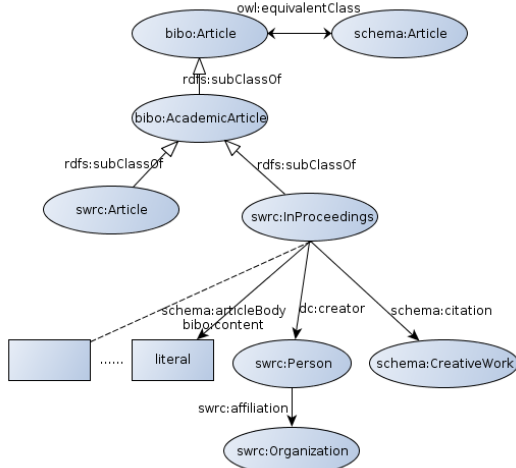 owl:equivalentClass
bibo:Article
schema:Article
rdfs:subClassOf
bibo:AcademicArticle
rdfs:subClassOf
rdfs:subClassOf
swrc:Article
swrc:InProceedings
schema:articleBody
bibo:content
dc:creator
schema:citation
......
literal
swrc:Person
schema:CreativeWork
swrc:affiliation
swrc:Organization